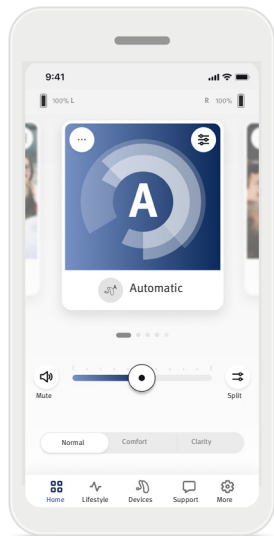 9:41
100% L
R 100%
A
A
Automatic
Mute
Split
Normal Comfort Clarity
Home Lifestyle Devices Support More